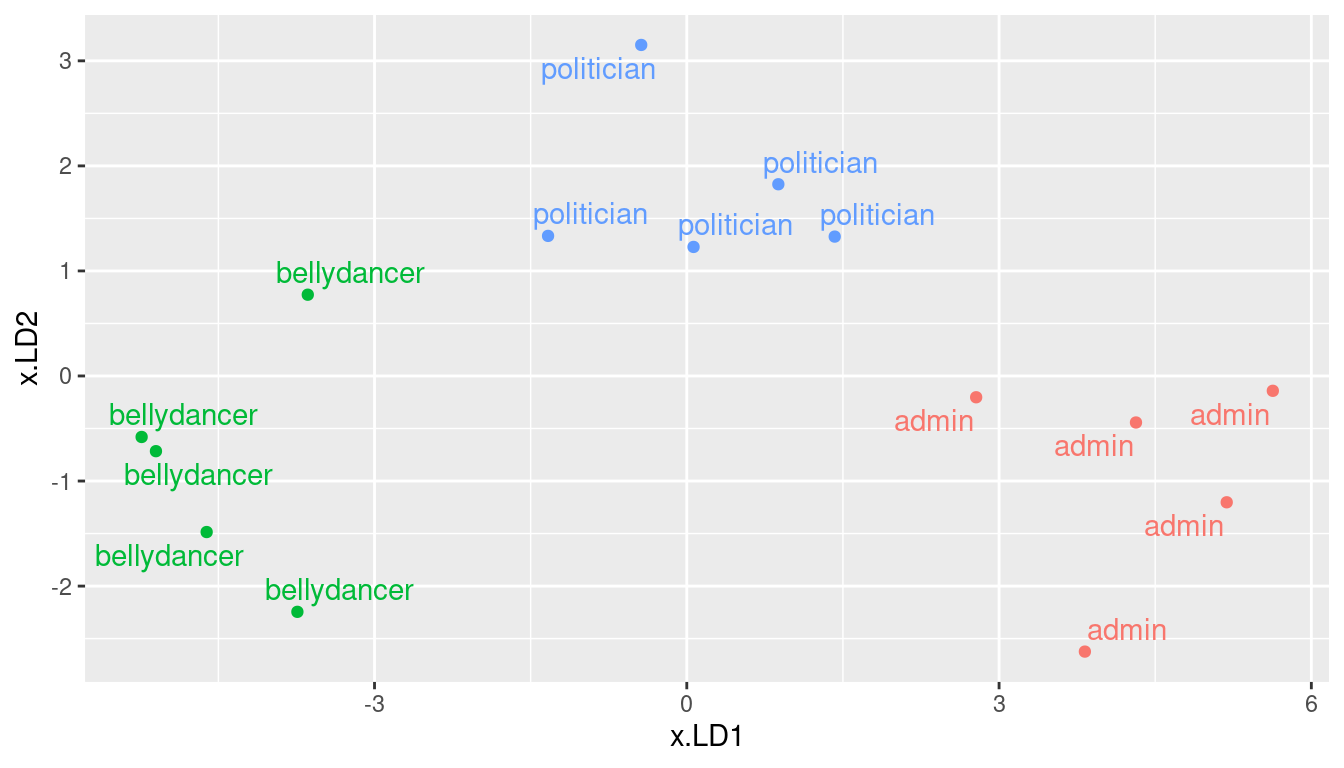 3
politician
politician
2
politician
politician
politician
bellydancer
1
x.LD2
0
bellydancer
admin
admin
admin
bellydancer
-1
admin
bellydancer
bellydancer
-2
admin
-3
0
3
6
x.LD1